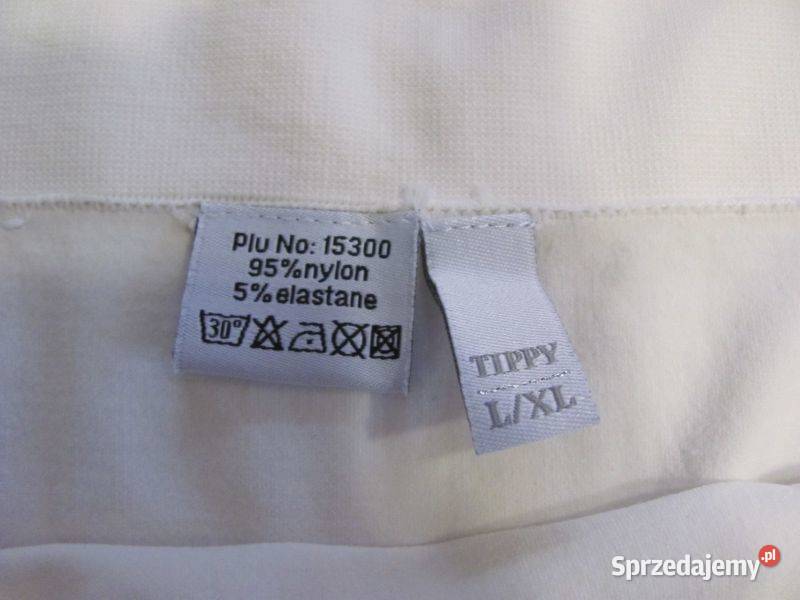 Plu No: 15300
95%nylon
5%elastane
30°
TIPPY
L/XL
Sprzedajemy.pl